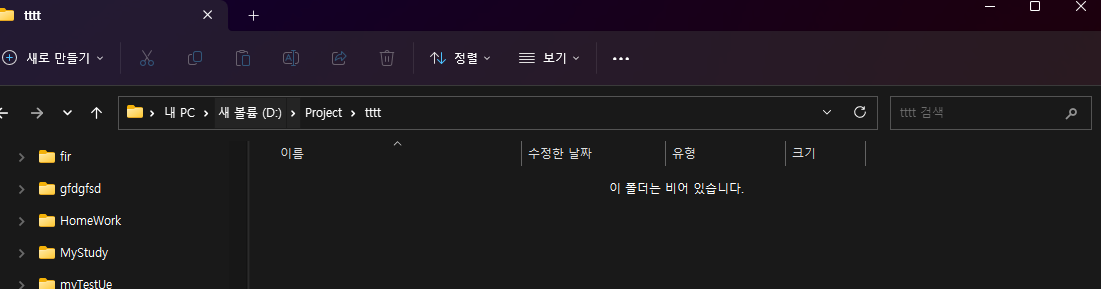 tttt
새로 만들기
정렬
보기
내 PC
새 볼륨 (D:)
Project
tttt
tttt 검색
fir
gfdgfsd
HomeWork
MyStudy
myTestUe
이름
수정한 날짜
유형
크기
이 폴더는 비어 있습니다.